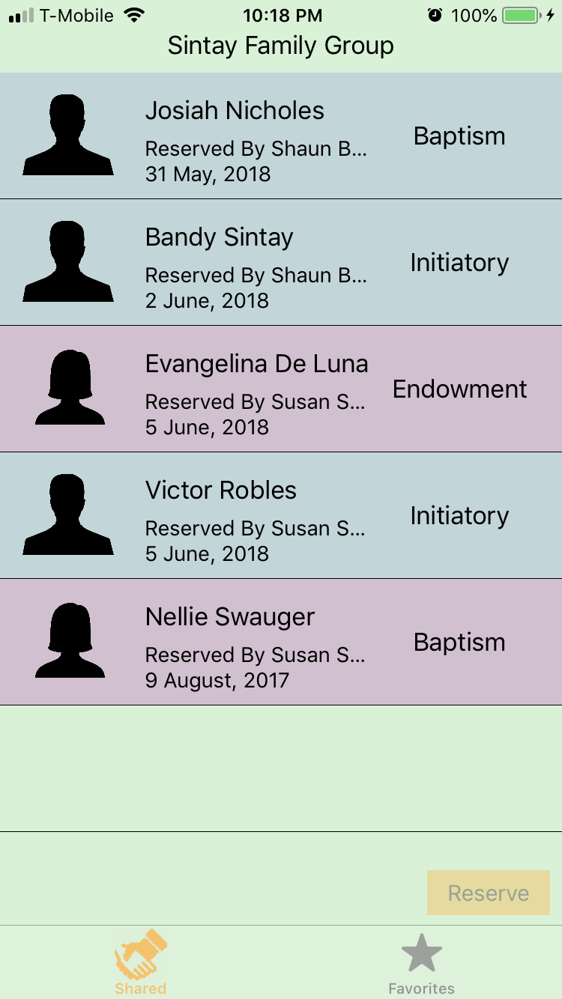 T-Mobile 10:18 PM 100%
Sintay Family Group
Josiah Nicholes
Baptism
Reserved By Shaun B...
31 May, 2018
Bandy Sintay
Initiatory
Reserved By Shaun B...
2 June, 2018
Evangelina De Luna
Endowment
Reserved By Susan S...
5 June, 2018
Victor Robles
Initiatory
Reserved By Susan S...
5 June, 2018
Nellie Swauger
Baptism
Reserved By Susan S...
9 August, 2017
Reserve
Shared Favorites